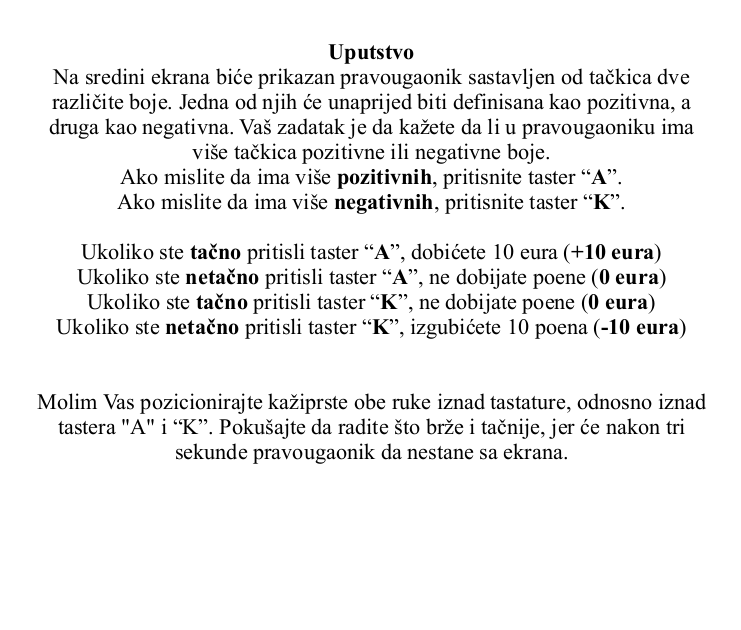 Uputstvo
Na sredini ekrana biće prikazan pravougaonik sastavljen od tačkica dve
različite boje. Jedna od njih će unaprijed biti definisana kao pozitivna, a
druga kao negativna. Vaš zadatak je da kažete da li u pravougaoniku ima
više tačkica pozitivne ili negativne boje.
Ako mislite da ima više pozitivnih, pritisnite taster “A”.
Ako mislite da ima više negativnih, pritisnite taster “K”.
Ukoliko ste tačno pritisli taster “A”, dobićete 10 eura (+10 eura)
Ukoliko ste netačno pritisli taster “A”, ne dobijate poene (0 eura)
Ukoliko ste tačno pritisli taster “K”, ne dobijate poene (0 eura)
Ukoliko ste netačno pritisli taster “K”, izgubićete 10 poena (-10 eura)
Molim Vas pozicionirajte kažiprste obe ruke iznad tastature, odnosno iznad
tastera "A" i “K”. Pokušajte da radite što brže i tačnije, jer će nakon tri
sekunde pravougaonik da nestane sa ekrana.